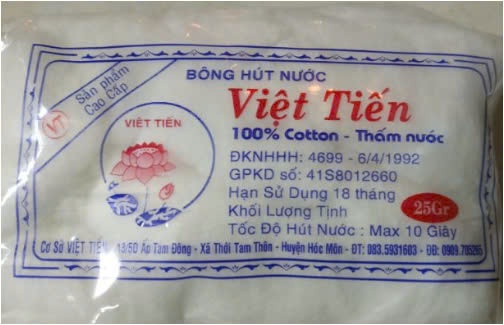 VT
Sản phẩm
Cao Cấp
BÔNG HÚT NƯỚC
Việt Tiến
100% Cotton - Thấm nước
VIỆT TIẾN
ĐKNHHH: 4699 - 6/4/1992
GPKD số: 41S8012660
Hạn Sử Dụng 18 tháng
Khối Lượng Tịnh
25Gr
Tốc Độ Hút Nước : Max 10 Giây
Cơ Sở VIỆT TIẾN 18/5D Ấp Tam Đông - Xã Thới Tam Thôn - Huyện Hóc Môn - ĐT: 083.5931603 - DĐ: 0909.705265